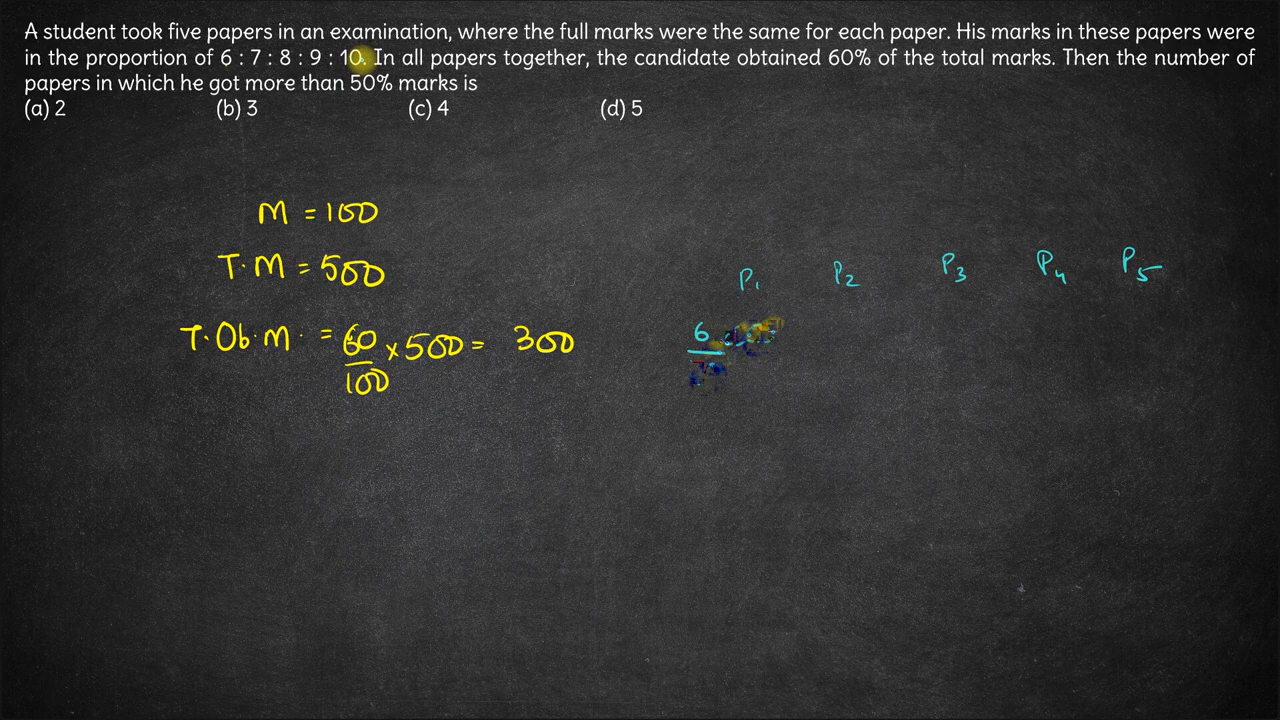 A student took five papers in an examination, where the full marks were the same for each paper. His marks in these papers were
in the proportion of 6 : 7 : 8 : 9 : 10. In all papers together, the candidate obtained 60% of the total marks. Then the number of
papers in which he got more than 50% marks is
(a) 2 (b) 3 (c) 4 (d) 5
M = 100
T.M = 500
T.Ob.M. = 60/100 × 500 = 300
P1 P2 P3 P4 P5
6